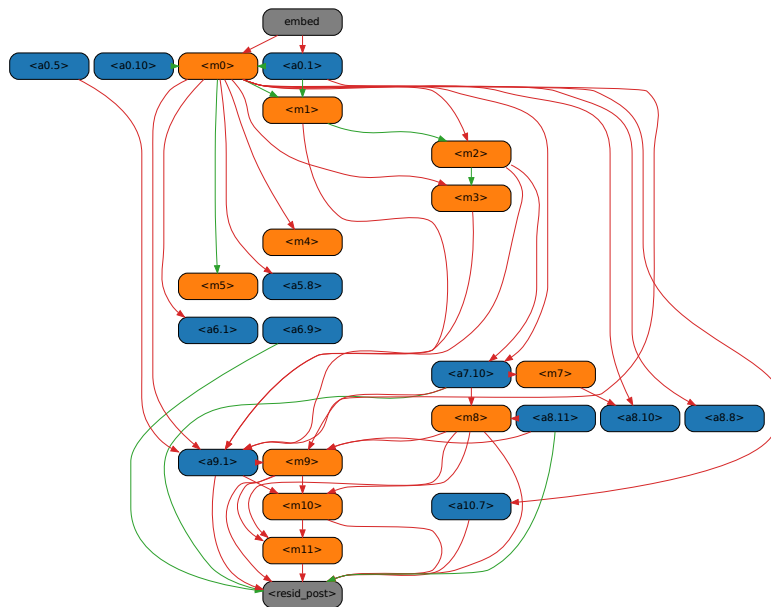 embed
<a0.5> <a0.10> <m0> <a0.1>
<m1>
<m2>
<m3>
<m4>
<m5> <a5.8>
<a6.1> <a6.9>
<a7.10> <m7>
<m8> <a8.11> <a8.10> <a8.8>
<a9.1> <m9>
<m10> <a10.7>
<m11>
<resid_post>